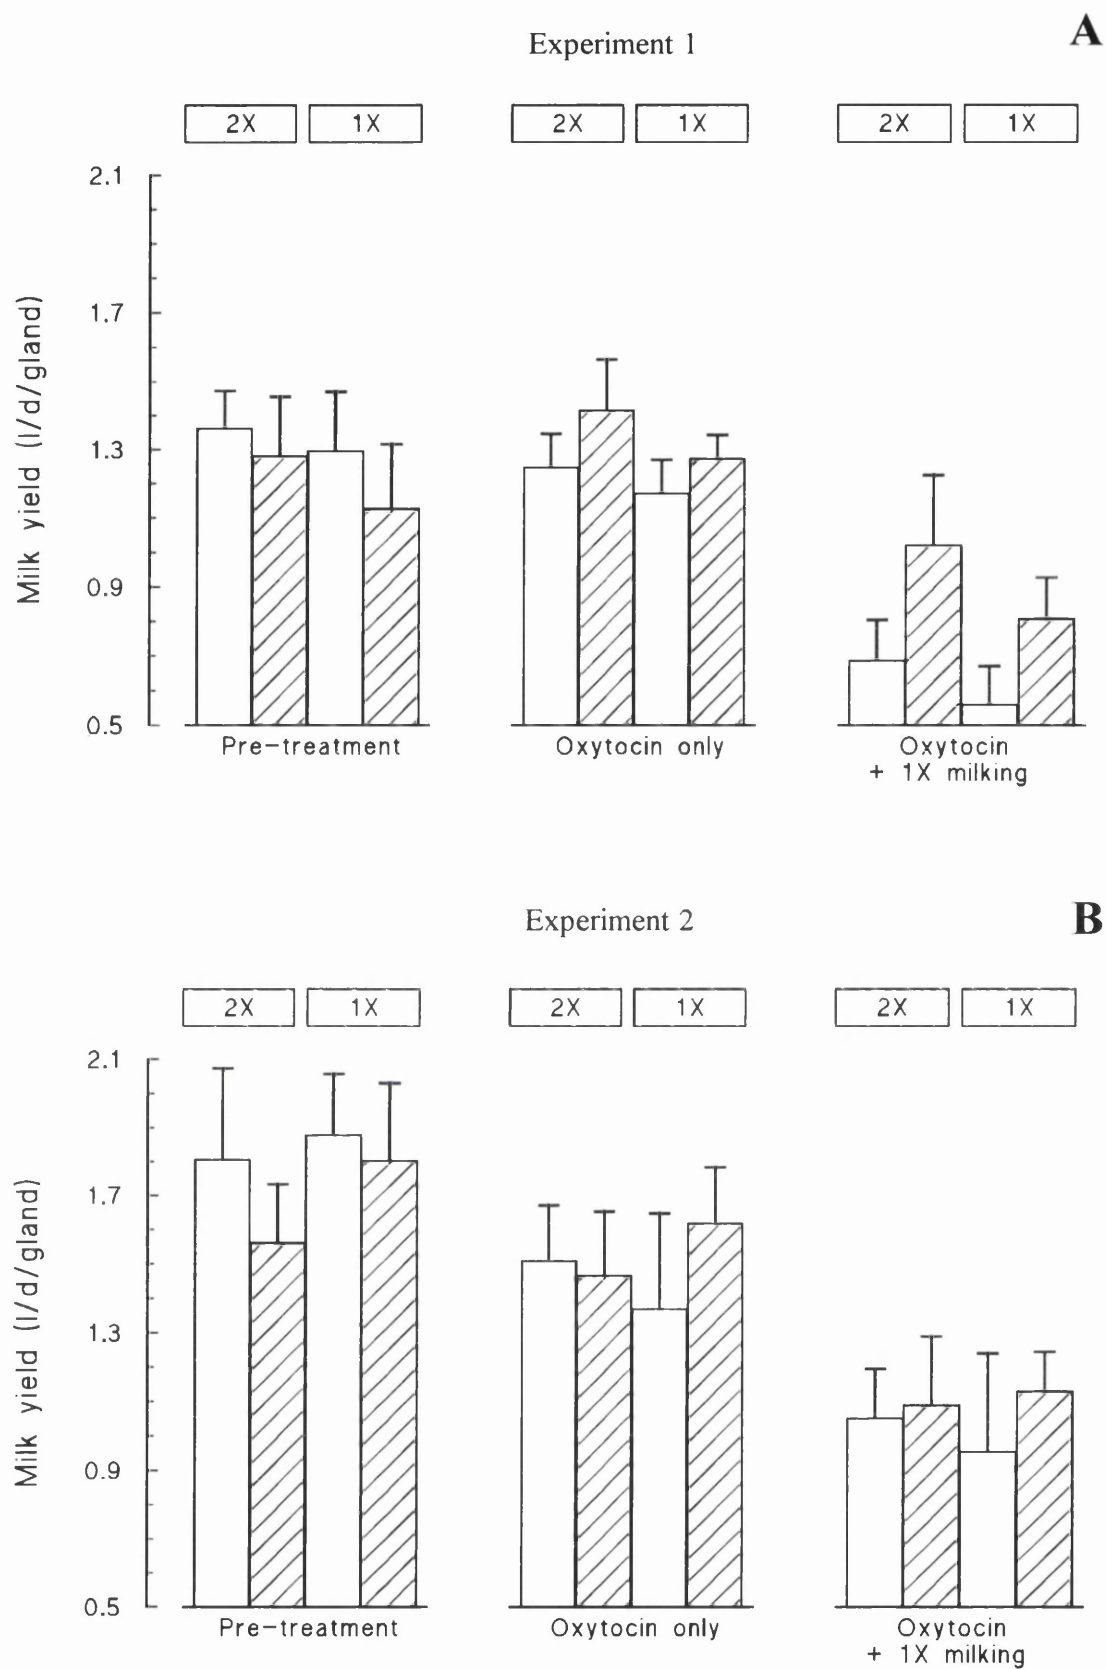 A
Experiment 1
2X 1X 2X 1X 2X 1X
2.1
1.7
1.3
0.9
0.5
Milk yield (l/d/gland)
Pre-treatment Oxytocin only Oxytocin
+ 1X milking
B
Experiment 2
2X 1X 2X 1X 2X 1X
2.1
1.7
1.3
0.9
0.5
Milk yield (l/d/gland)
Pre-treatment Oxytocin only Oxytocin
+ 1X milking